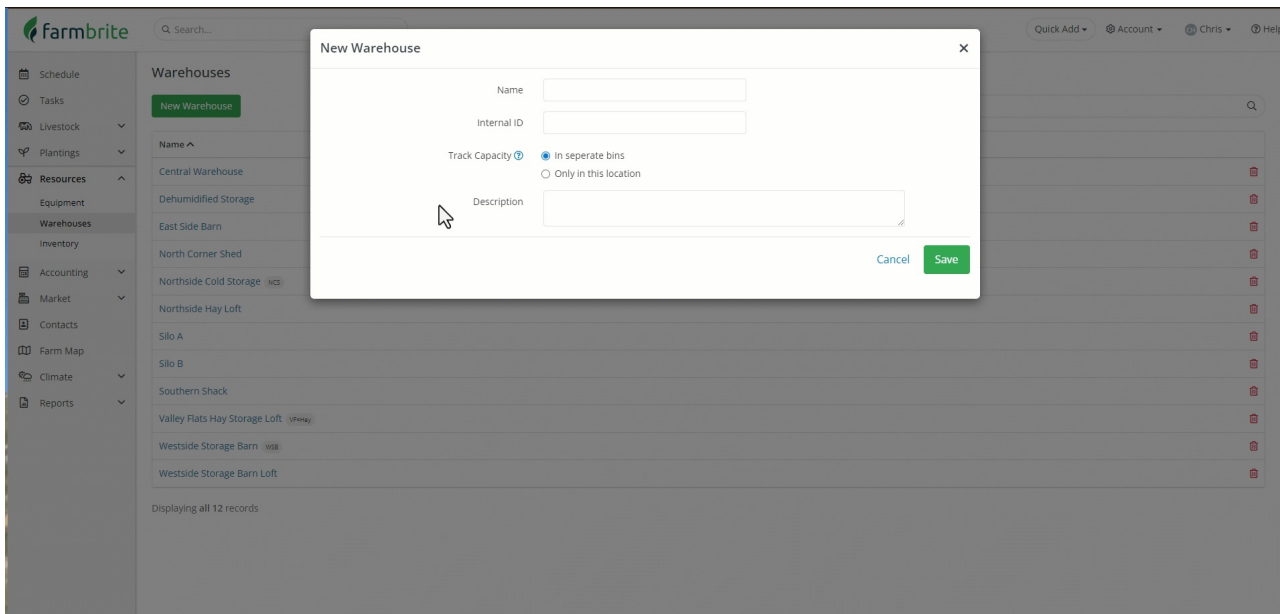 farmbrite
Search...
Quick Add
Account
Chris
Help
Schedule
Tasks
Livestock
Plantings
Resources
Equipment
Warehouses
Inventory
Accounting
Market
Contacts
Farm Map
Climate
Reports
Warehouses
New Warehouse
Name
Central Warehouse
Dehumidified Storage
East Side Barn
North Corner Shed
Northside Cold Storage NCS
Northside Hay Loft
Silo A
Silo B
Southern Shack
Valley Flats Hay Storage Loft VF-Hay
Westside Storage Barn WSB
Westside Storage Barn Loft
Displaying all 12 records
New Warehouse
Name
Internal ID
Track Capacity
In seperate bins
Only in this location
Description
Cancel
Save